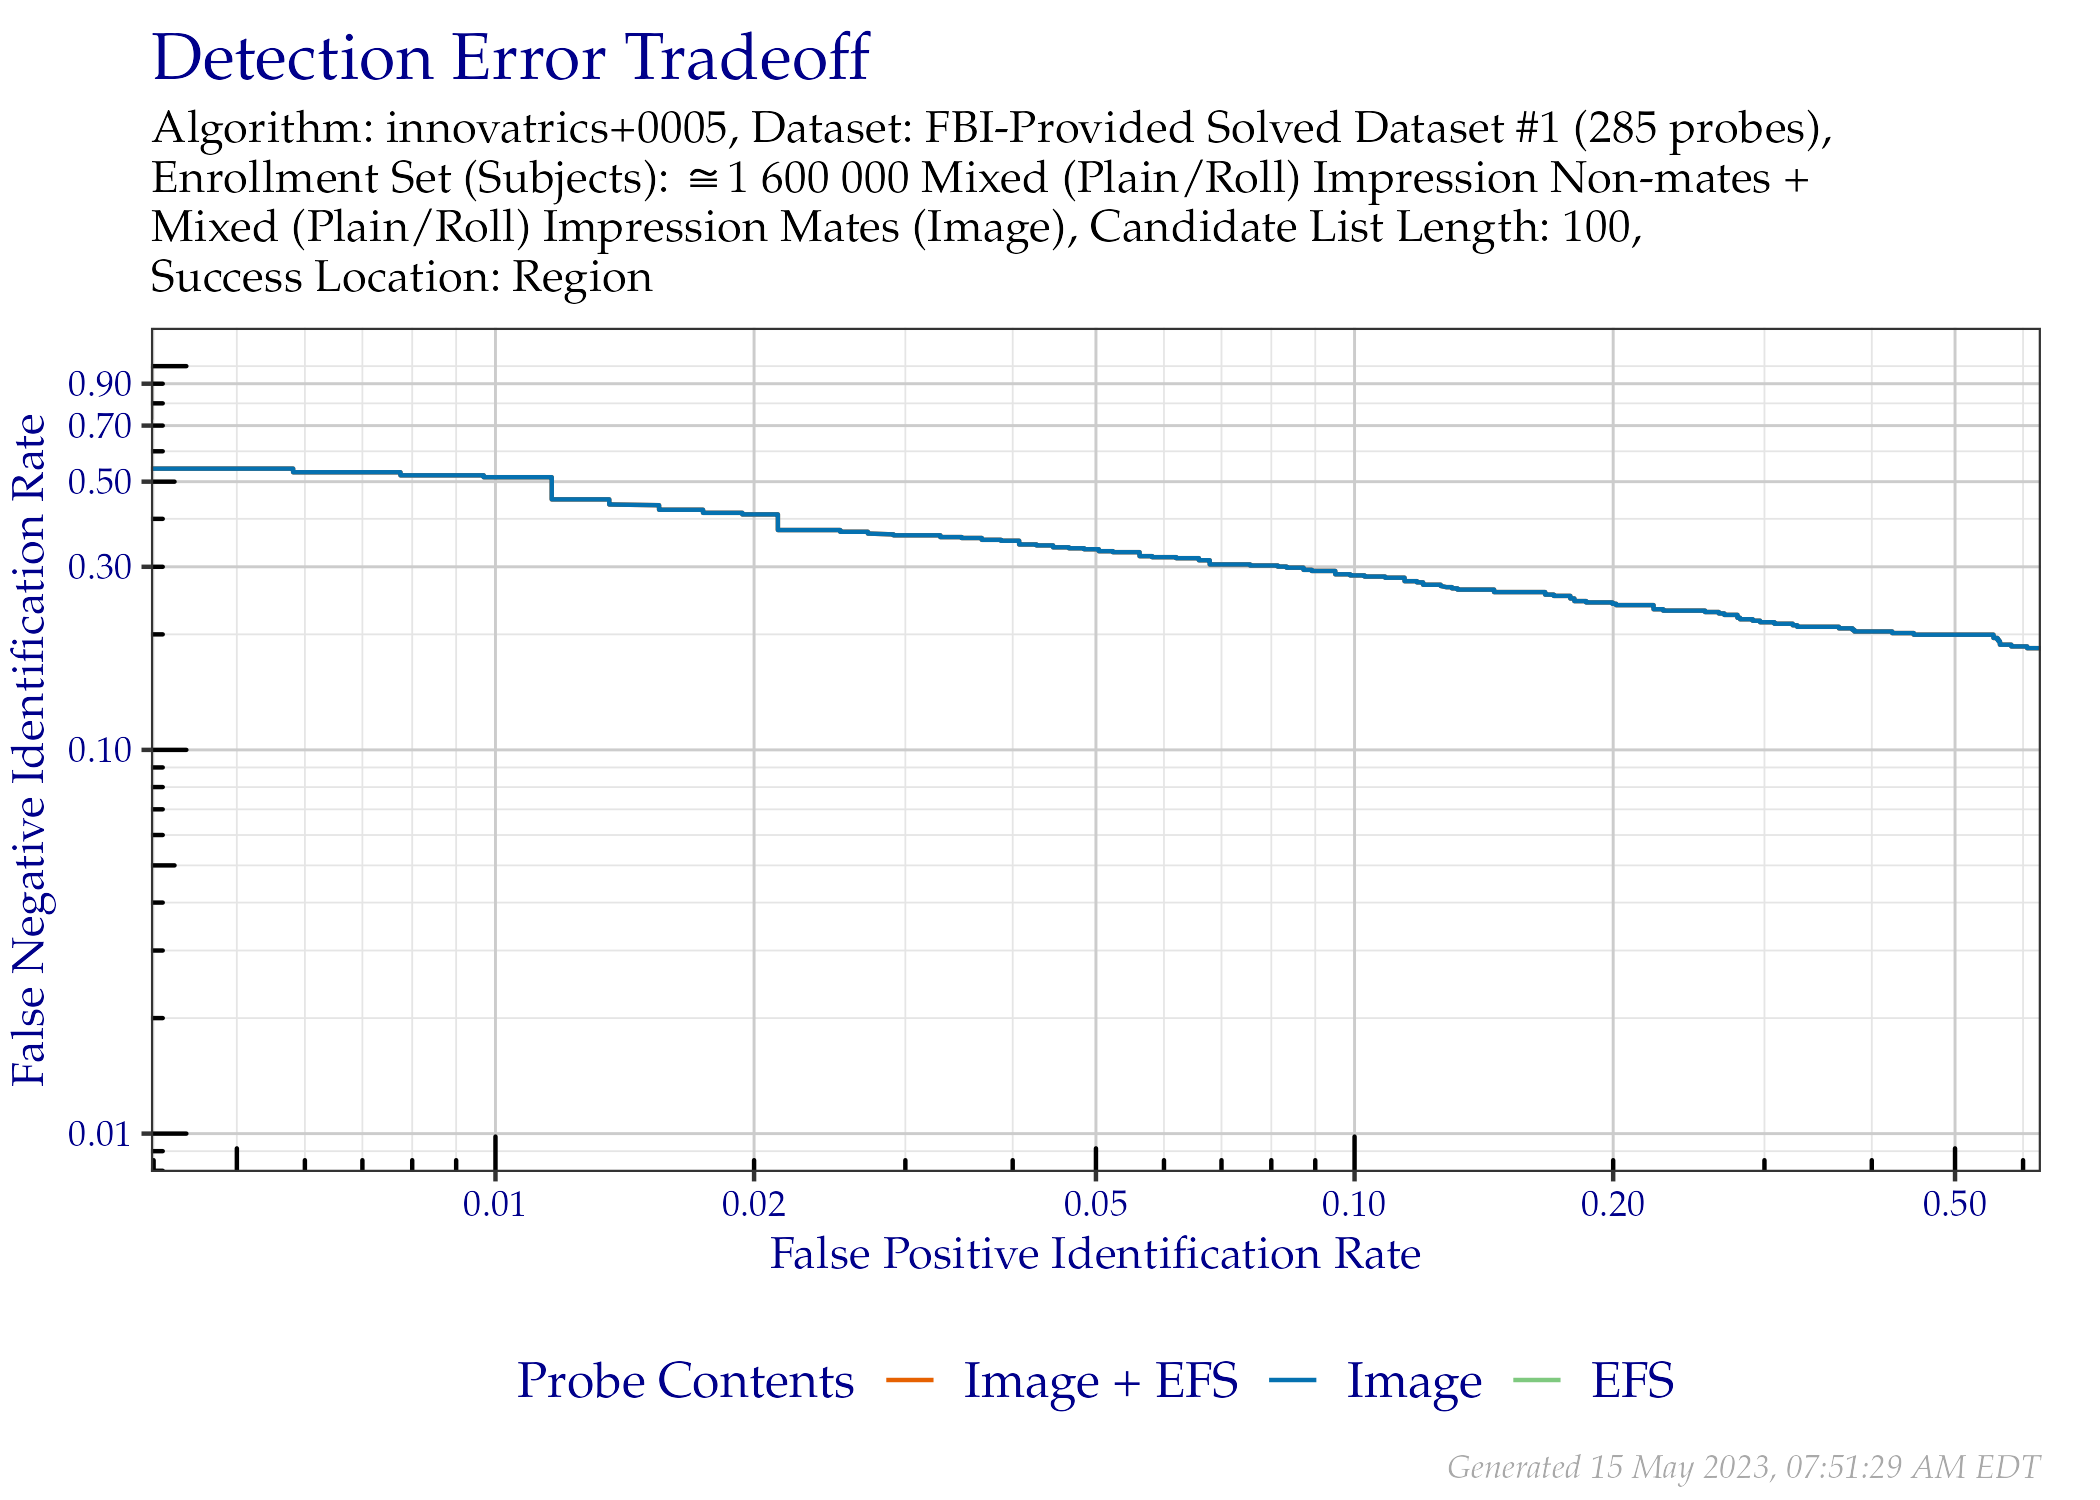 Detection Error Tradeoff
Algorithm: innovatrics+0005, Dataset: FBI-Provided Solved Dataset #1 (285 probes),
Enrollment Set (Subjects): ≅ 1 600 000 Mixed (Plain/Roll) Impression Non-mates +
Mixed (Plain/Roll) Impression Mates (Image), Candidate List Length: 100,
Success Location: Region
False Negative Identification Rate
0.90
0.70
0.50
0.30
0.10
0.01
0.01 0.02 0.05 0.10 0.20 0.50
False Positive Identification Rate
Probe Contents Image + EFS Image EFS
Generated 15 May 2023, 07:51:29 AM EDT